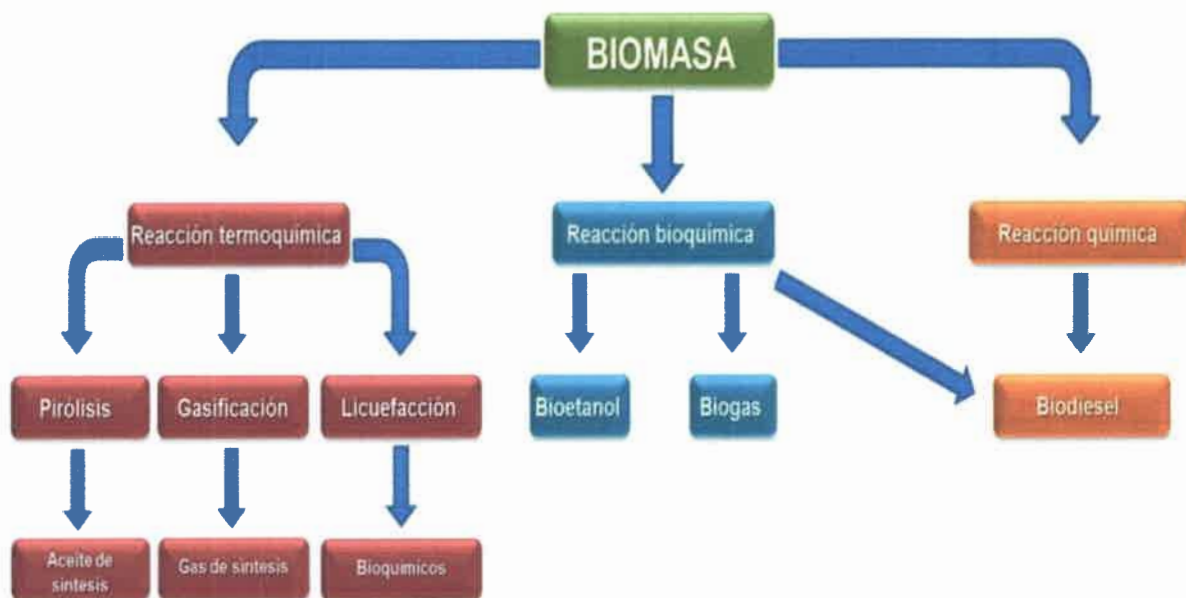 BIOMASA
Reacción termoquímica
Reacción bioquímica
Reacción química
Pirólisis
Gasificación
Licuefacción
Bioetanol
Biogas
Biodiesel
Aceite de
síntesis
Gas de síntesis
Bioquímicos